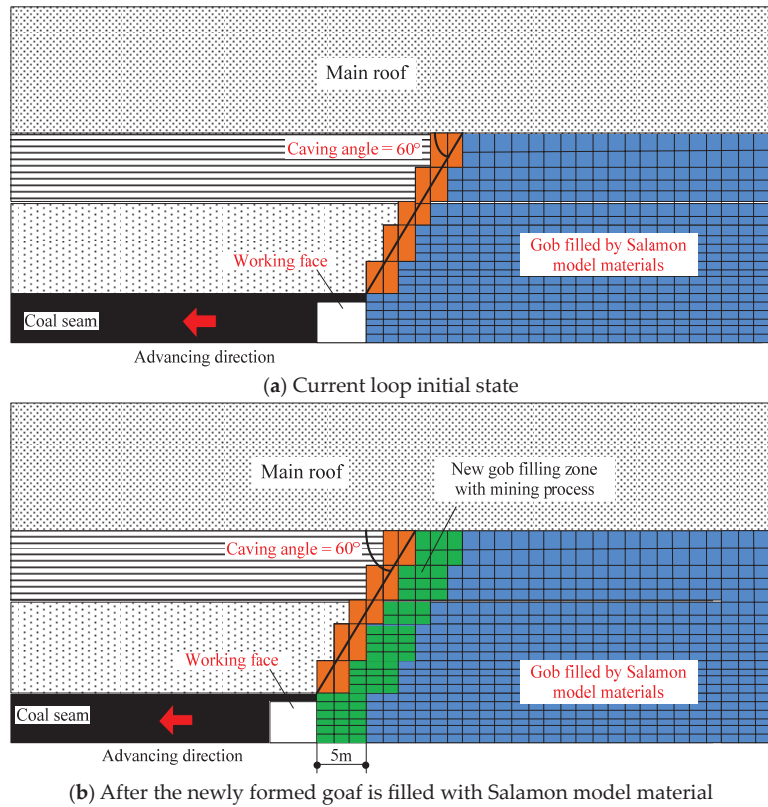 Main roof
Caving angle = 60°
Working face
Gob filled by Salamon
model materials
Coal seam
Advancing direction
(a) Current loop initial state
Main roof
New gob filling zone
with mining process
Caving angle = 60°
Working face
Gob filled by Salamon
model materials
Coal seam
Advancing direction
5m
(b) After the newly formed goaf is filled with Salamon model material